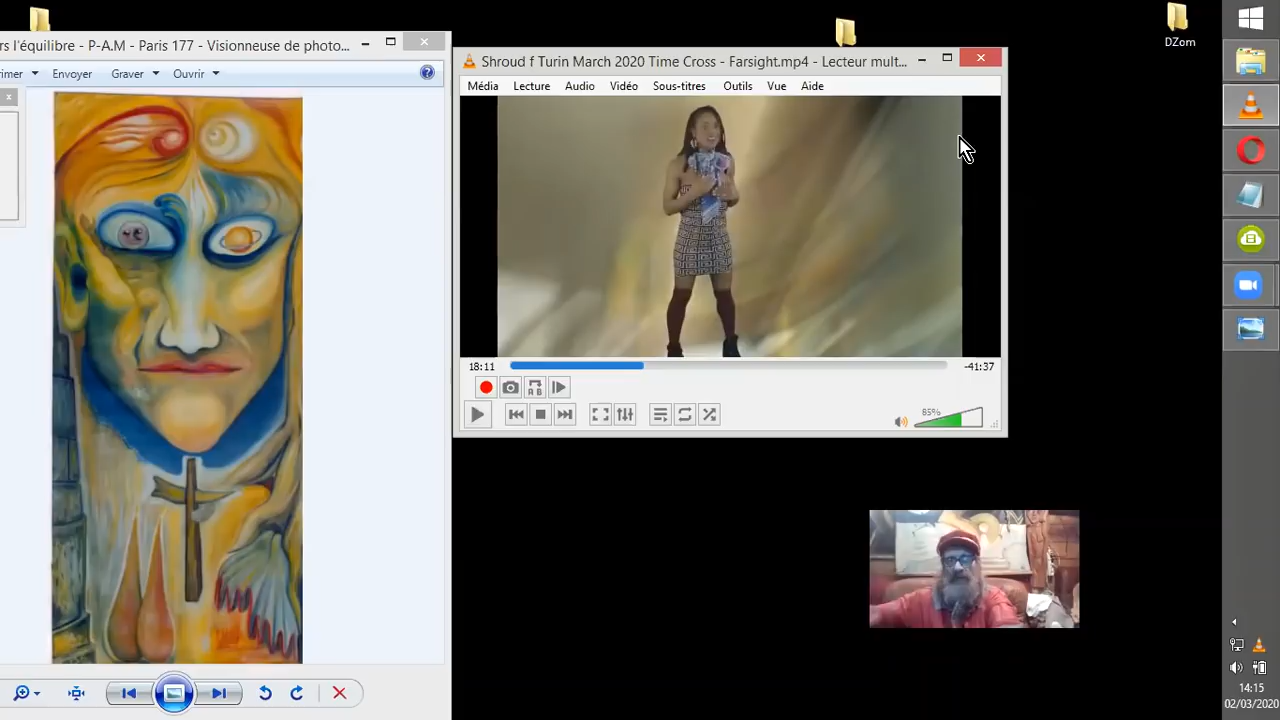 DZom
rs l'équilibre - P-A-M - Paris 177 - Visionneuse de photo...
imer Envoyer Graver Ouvrir
Shroud f Turin March 2020 Time Cross - Farsight.mp4 - Lecteur mult...
Média Lecture Audio Vidéo Sous-titres Outils Vue Aide
18:11 -41:37
A B
85%
14:15
02/03/2020